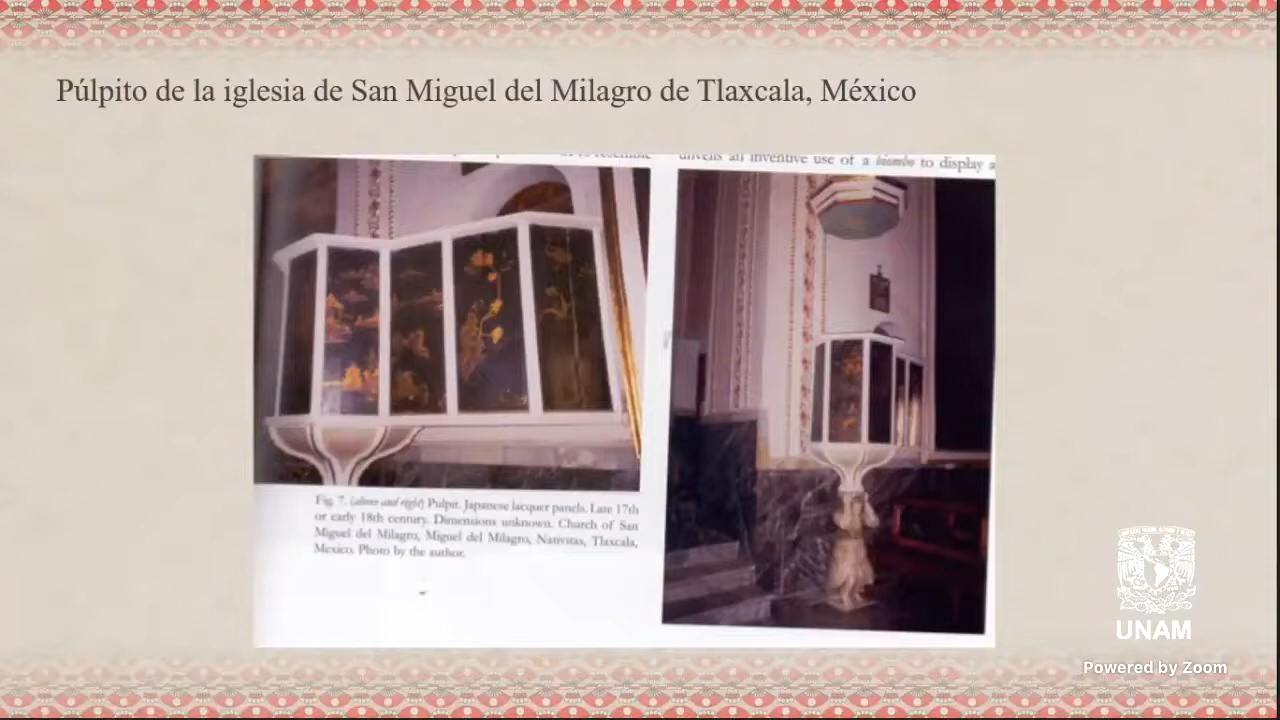 Púlpito de la iglesia de San Miguel del Milagro de Tlaxcala, México
to resemble
unveils an inventive use of a biombo to display a
Fig. 7. (above and right) Pulpit. Japanese lacquer panels. Late 17th
or early 18th century. Dimensions unknown. Church of San
Miguel del Milagro, Miguel del Milagro, Nativitas, Tlaxcala,
Mexico. Photo by the author.
UNAM
Powered by Zoom